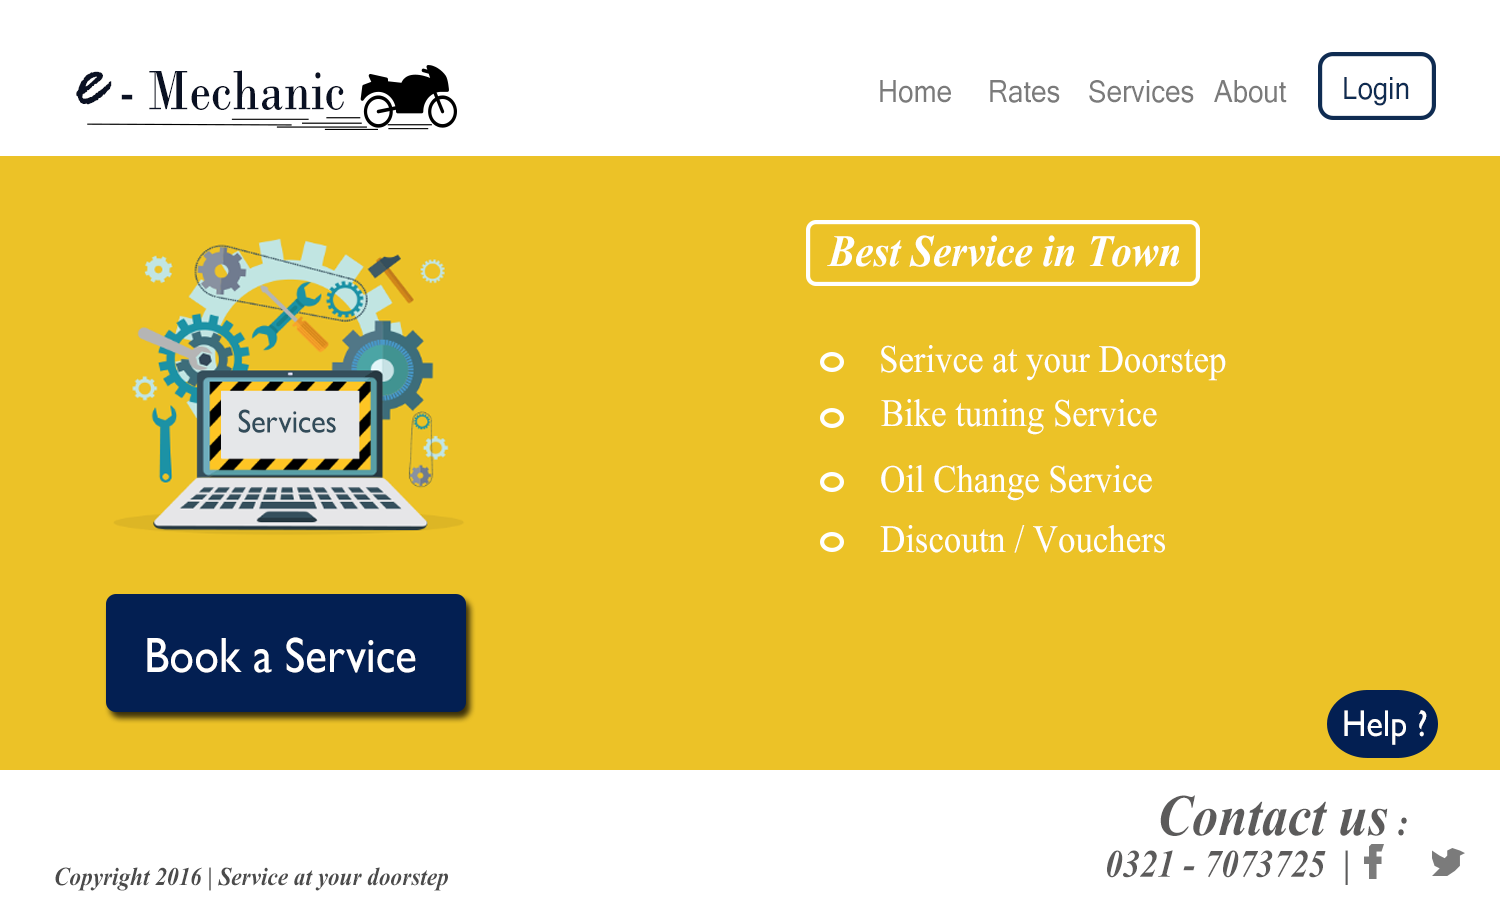 e - Mechanic
Home Rates Services About Login
Best Service in Town
Serivce at your Doorstep
Bike tuning Service
Oil Change Service
Discoutn / Vouchers
Services
Book a Service
Help ?
Contact us :
0321 - 7073725 |
Copyright 2016 | Service at your doorstep